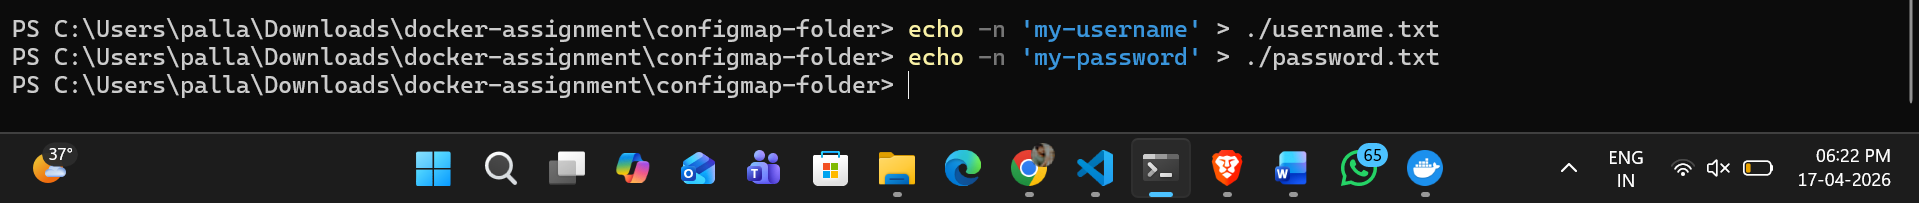 PS C:\Users\palla\Downloads\docker-assignment\configmap-folder> echo -n 'my-username' > ./username.txt
PS C:\Users\palla\Downloads\docker-assignment\configmap-folder> echo -n 'my-password' > ./password.txt
PS C:\Users\palla\Downloads\docker-assignment\configmap-folder>
37°
65
ENG
IN
06:22 PM
17-04-2026